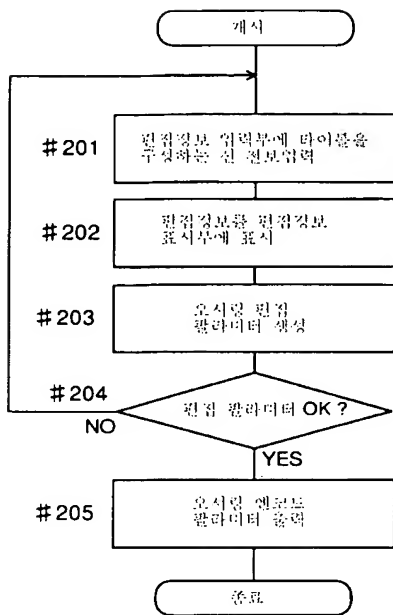 개시
#201
편집정보 입력부에 타이틀을
구성하는 신 정보입력
#202
편집정보를 편집정보
표시부에 표시
#203
오서링 편집
파라미터 생성
#204
편집 파라미터 OK ?
NO
YES
#205
오서링 엔코드
파라미터 출력
종료